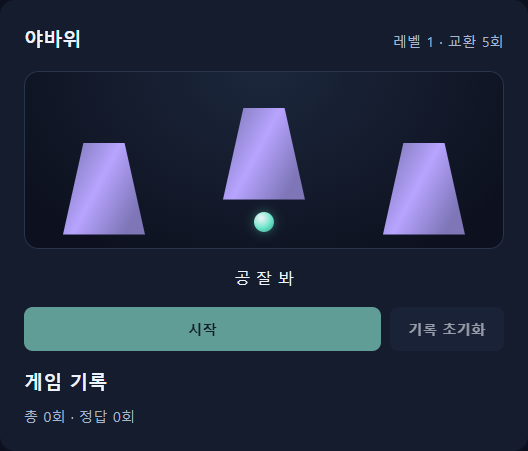 야바위
레벨 1 · 교환 5회
공 잘 봐
시작
기록 초기화
게임 기록
총 0회 · 정답 0회